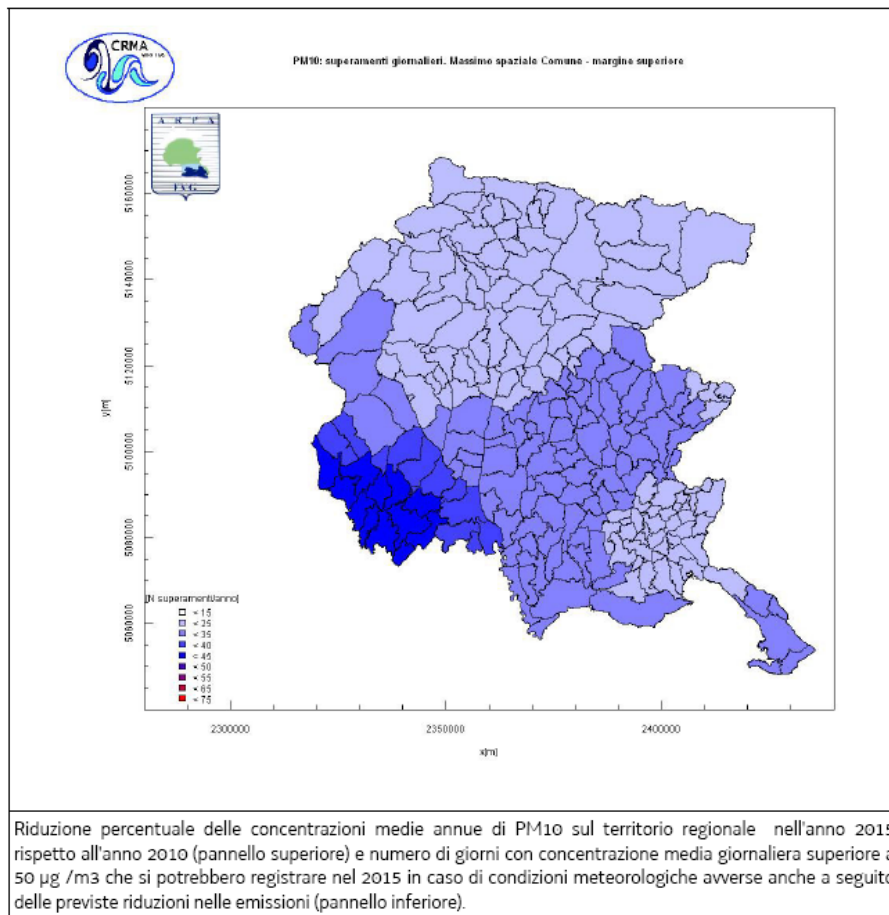 CRMA
PM10: superamenti giornalieri. Massimo spaziale Comune - margine superiore
A R P A
FVG
5160000
5140000
5120000
5100000
5080000
5060000
y[m]
[N superamenti/anno]
< 15
< 25
< 35
< 40
< 45
< 50
< 55
< 65
< 75
2300000
2350000
2400000
x[m]
Riduzione percentuale delle concentrazioni medie annue di PM10 sul territorio regionale nell'anno 2015
rispetto all'anno 2010 (pannello superiore) e numero di giorni con concentrazione media giornaliera superiore a
50 µg /m3 che si potrebbero registrare nel 2015 in caso di condizioni meteorologiche avverse anche a seguito
delle previste riduzioni nelle emissioni (pannello inferiore).